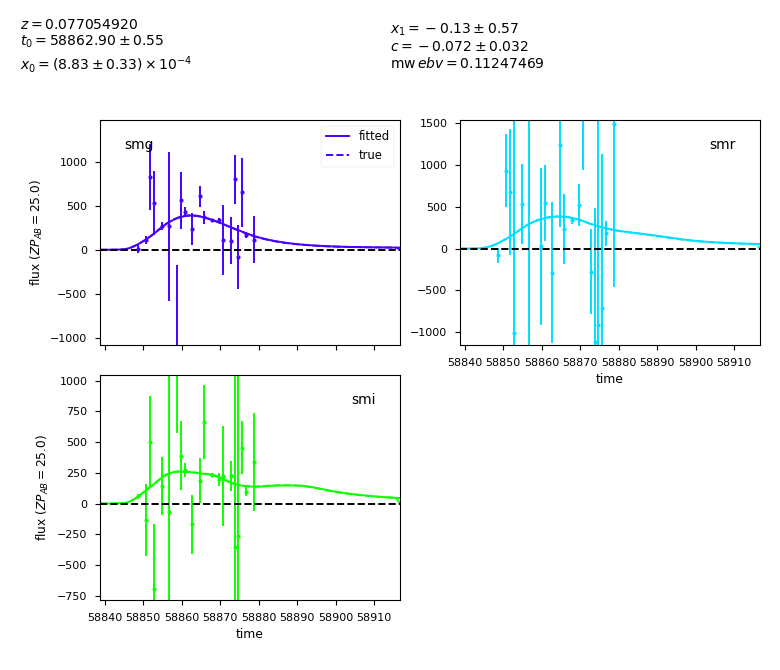 z = 0.077054920
t₀ = 58862.90 ± 0.55
x₀ = (8.83 ± 0.33) × 10⁻⁴
x₁ = −0.13 ± 0.57
c = −0.072 ± 0.032
mw ebv = 0.11247469
smg
fitted
true
1000
500
0
−500
−1000
flux (ZP_AB = 25.0)
smr
1500
1000
500
0
−500
−1000
58840 58850 58860 58870 58880 58890 58900 58910
time
smi
1000
750
500
250
0
−250
−500
−750
flux (ZP_AB = 25.0)
58840 58850 58860 58870 58880 58890 58900 58910
time